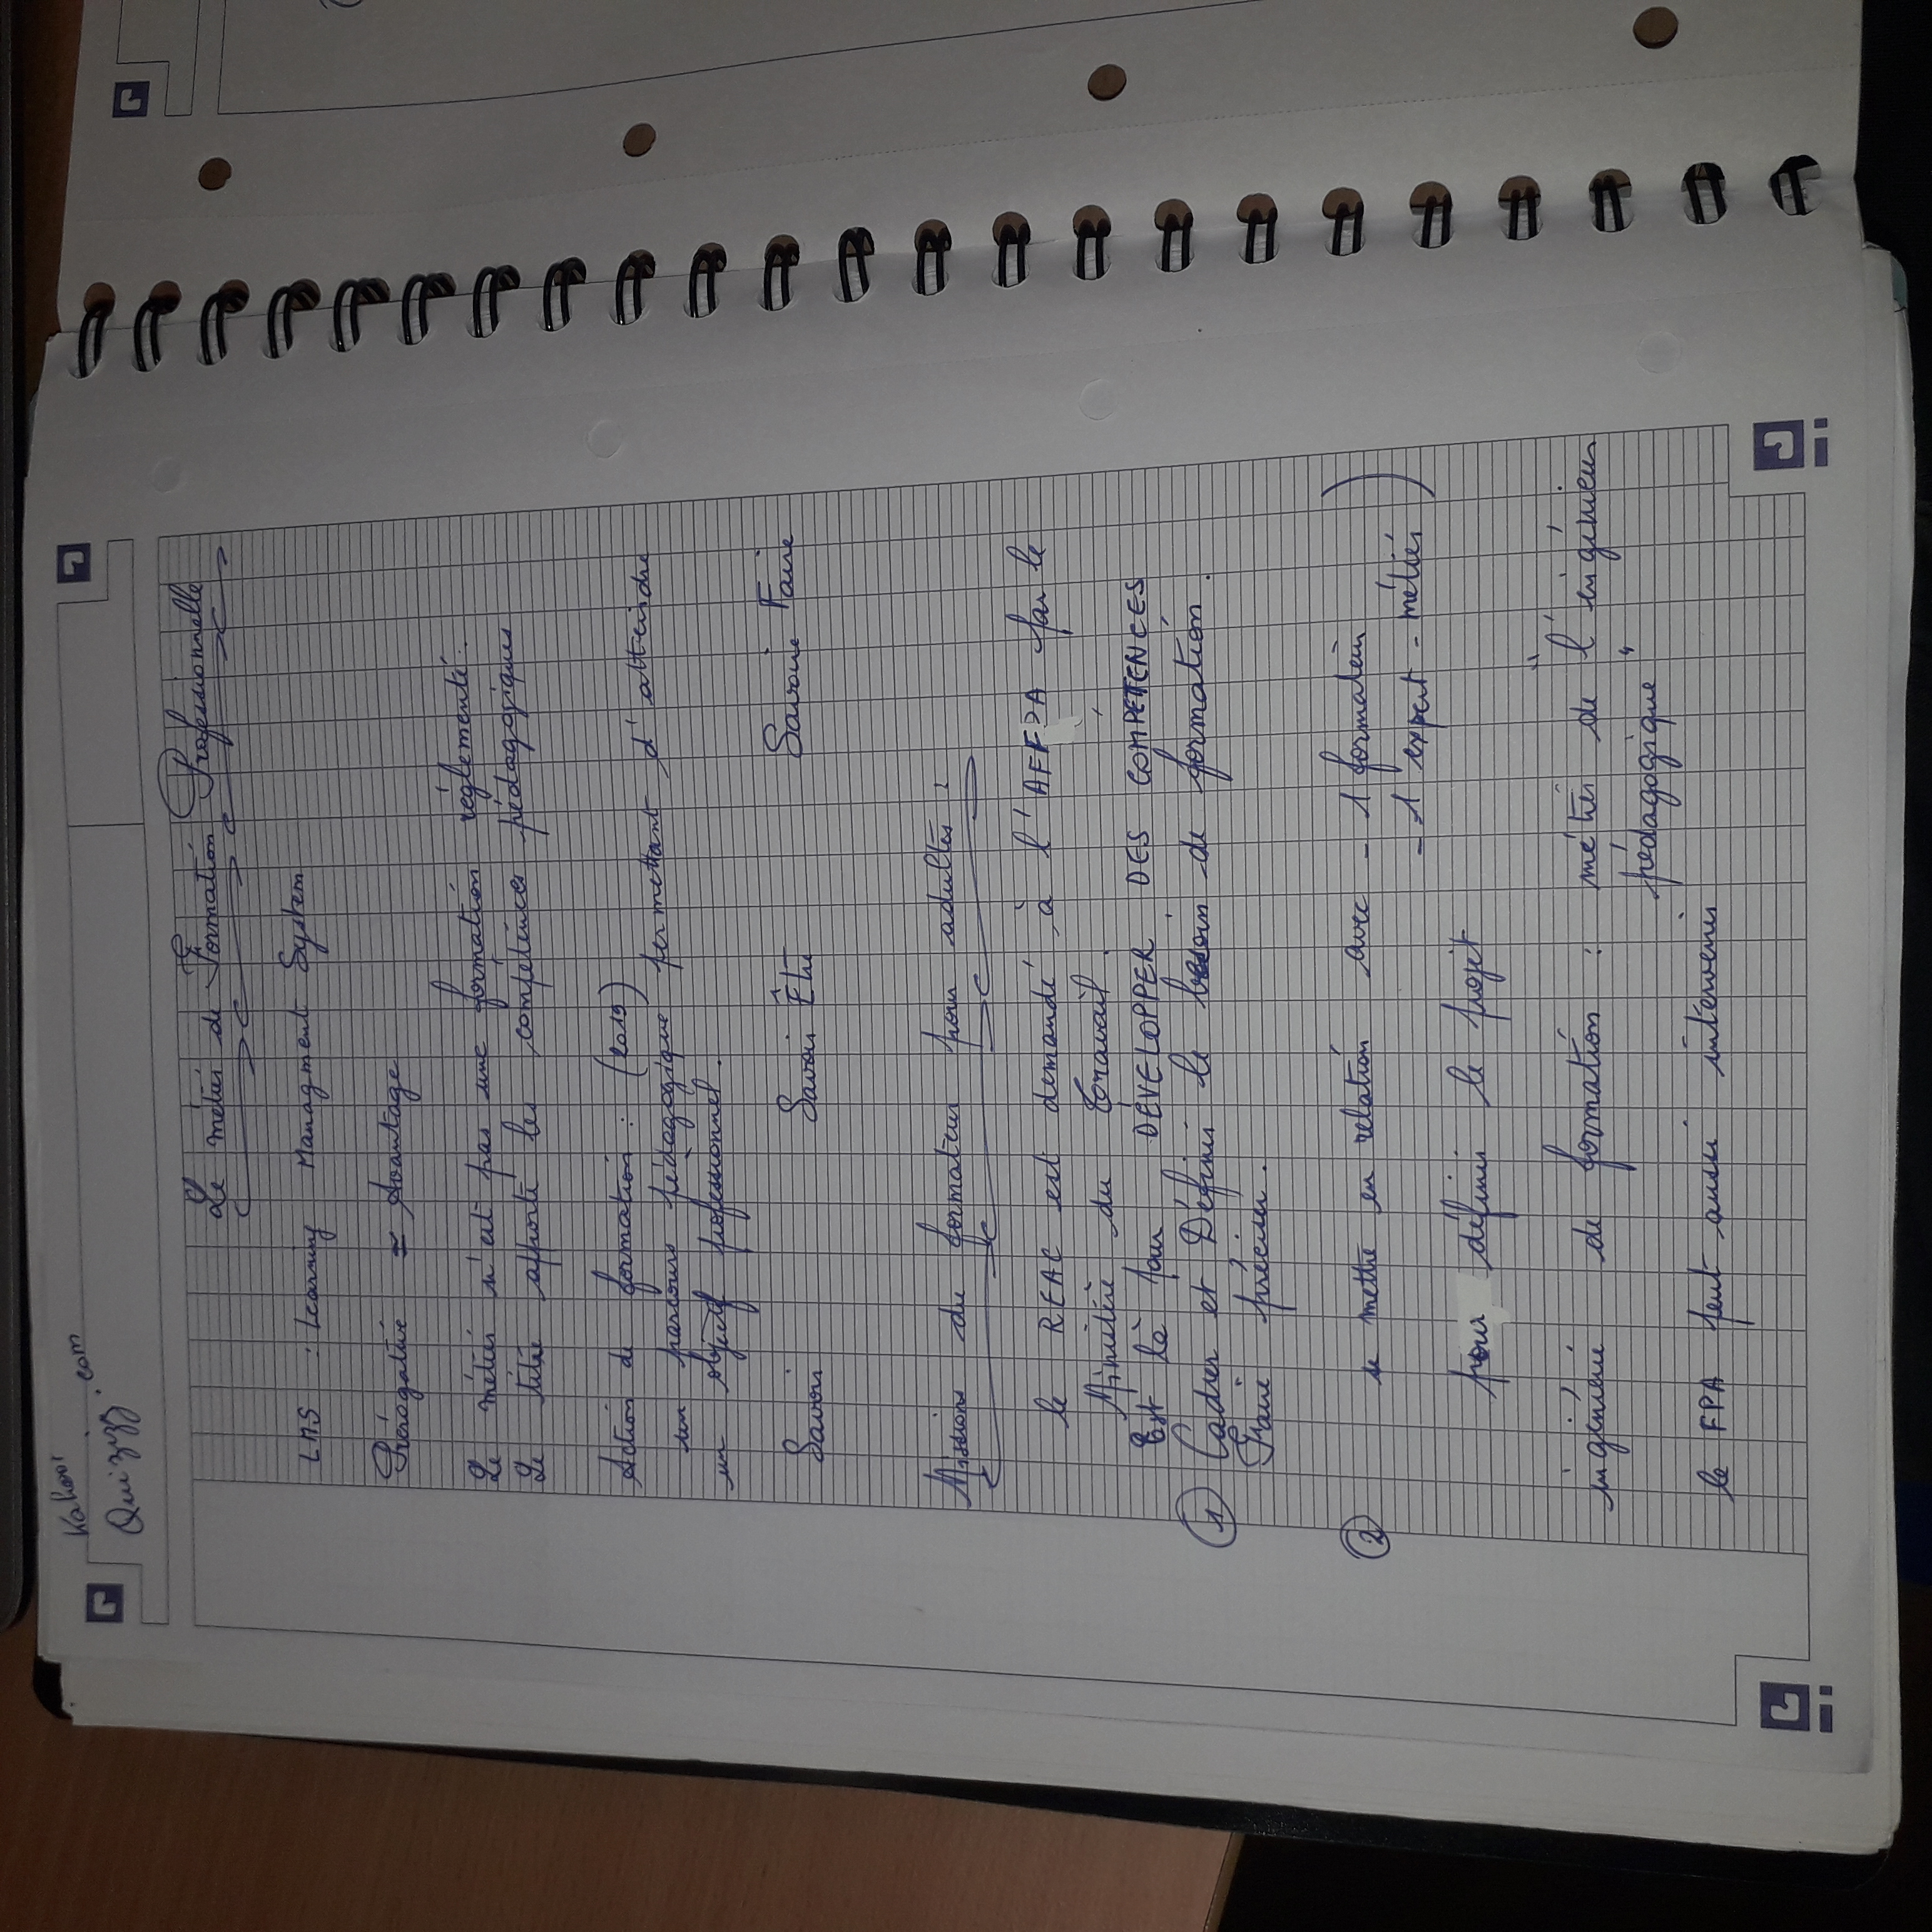 Kahoot
Quizizz.com
Le métier de Formation Professionnelle
LMS : Learning Managment System
Prérogative = Avantage
Le métier n'est pas une formation réglementé.
Le titre apporte les compétences pédagogiques
Action de formation : (2019)
un parcours pédagogique permettant d'atteindre
un objectif professionnel.
Savoir Savoir Être Savoir Faire
Missions du formateur pour adultes :
le REAC est demandé à l'AFPA par le
Ministère du Travail.
Est là pour DÉVELOPPER DES COMPÉTENCES
1 Cadrer et Définir le besoin de formation.
Faire préciser.
2 se mettre en relation avec - 1 formateur
- 1 expert - métier )
pour définir le projet
ingénierie de formation : métier de "l'ingénieur
pédagogique"
le FPA peut aussi intervenir